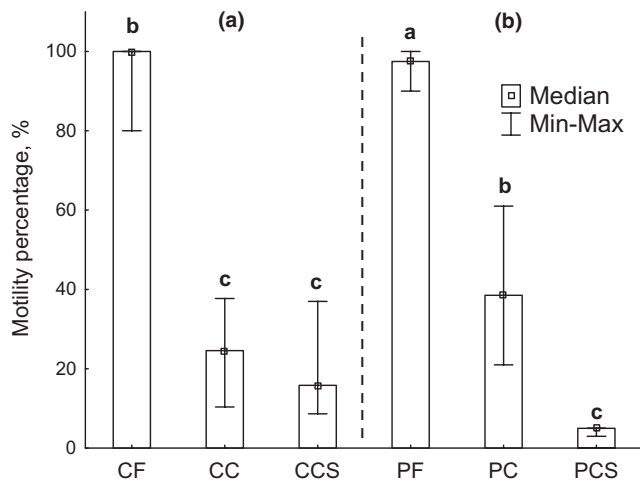 (a) (b)
b
a
b
c
c
c
Median
Min-Max
Motility percentage, %
100
80
60
40
20
0
CF CC CCS PF PC PCS